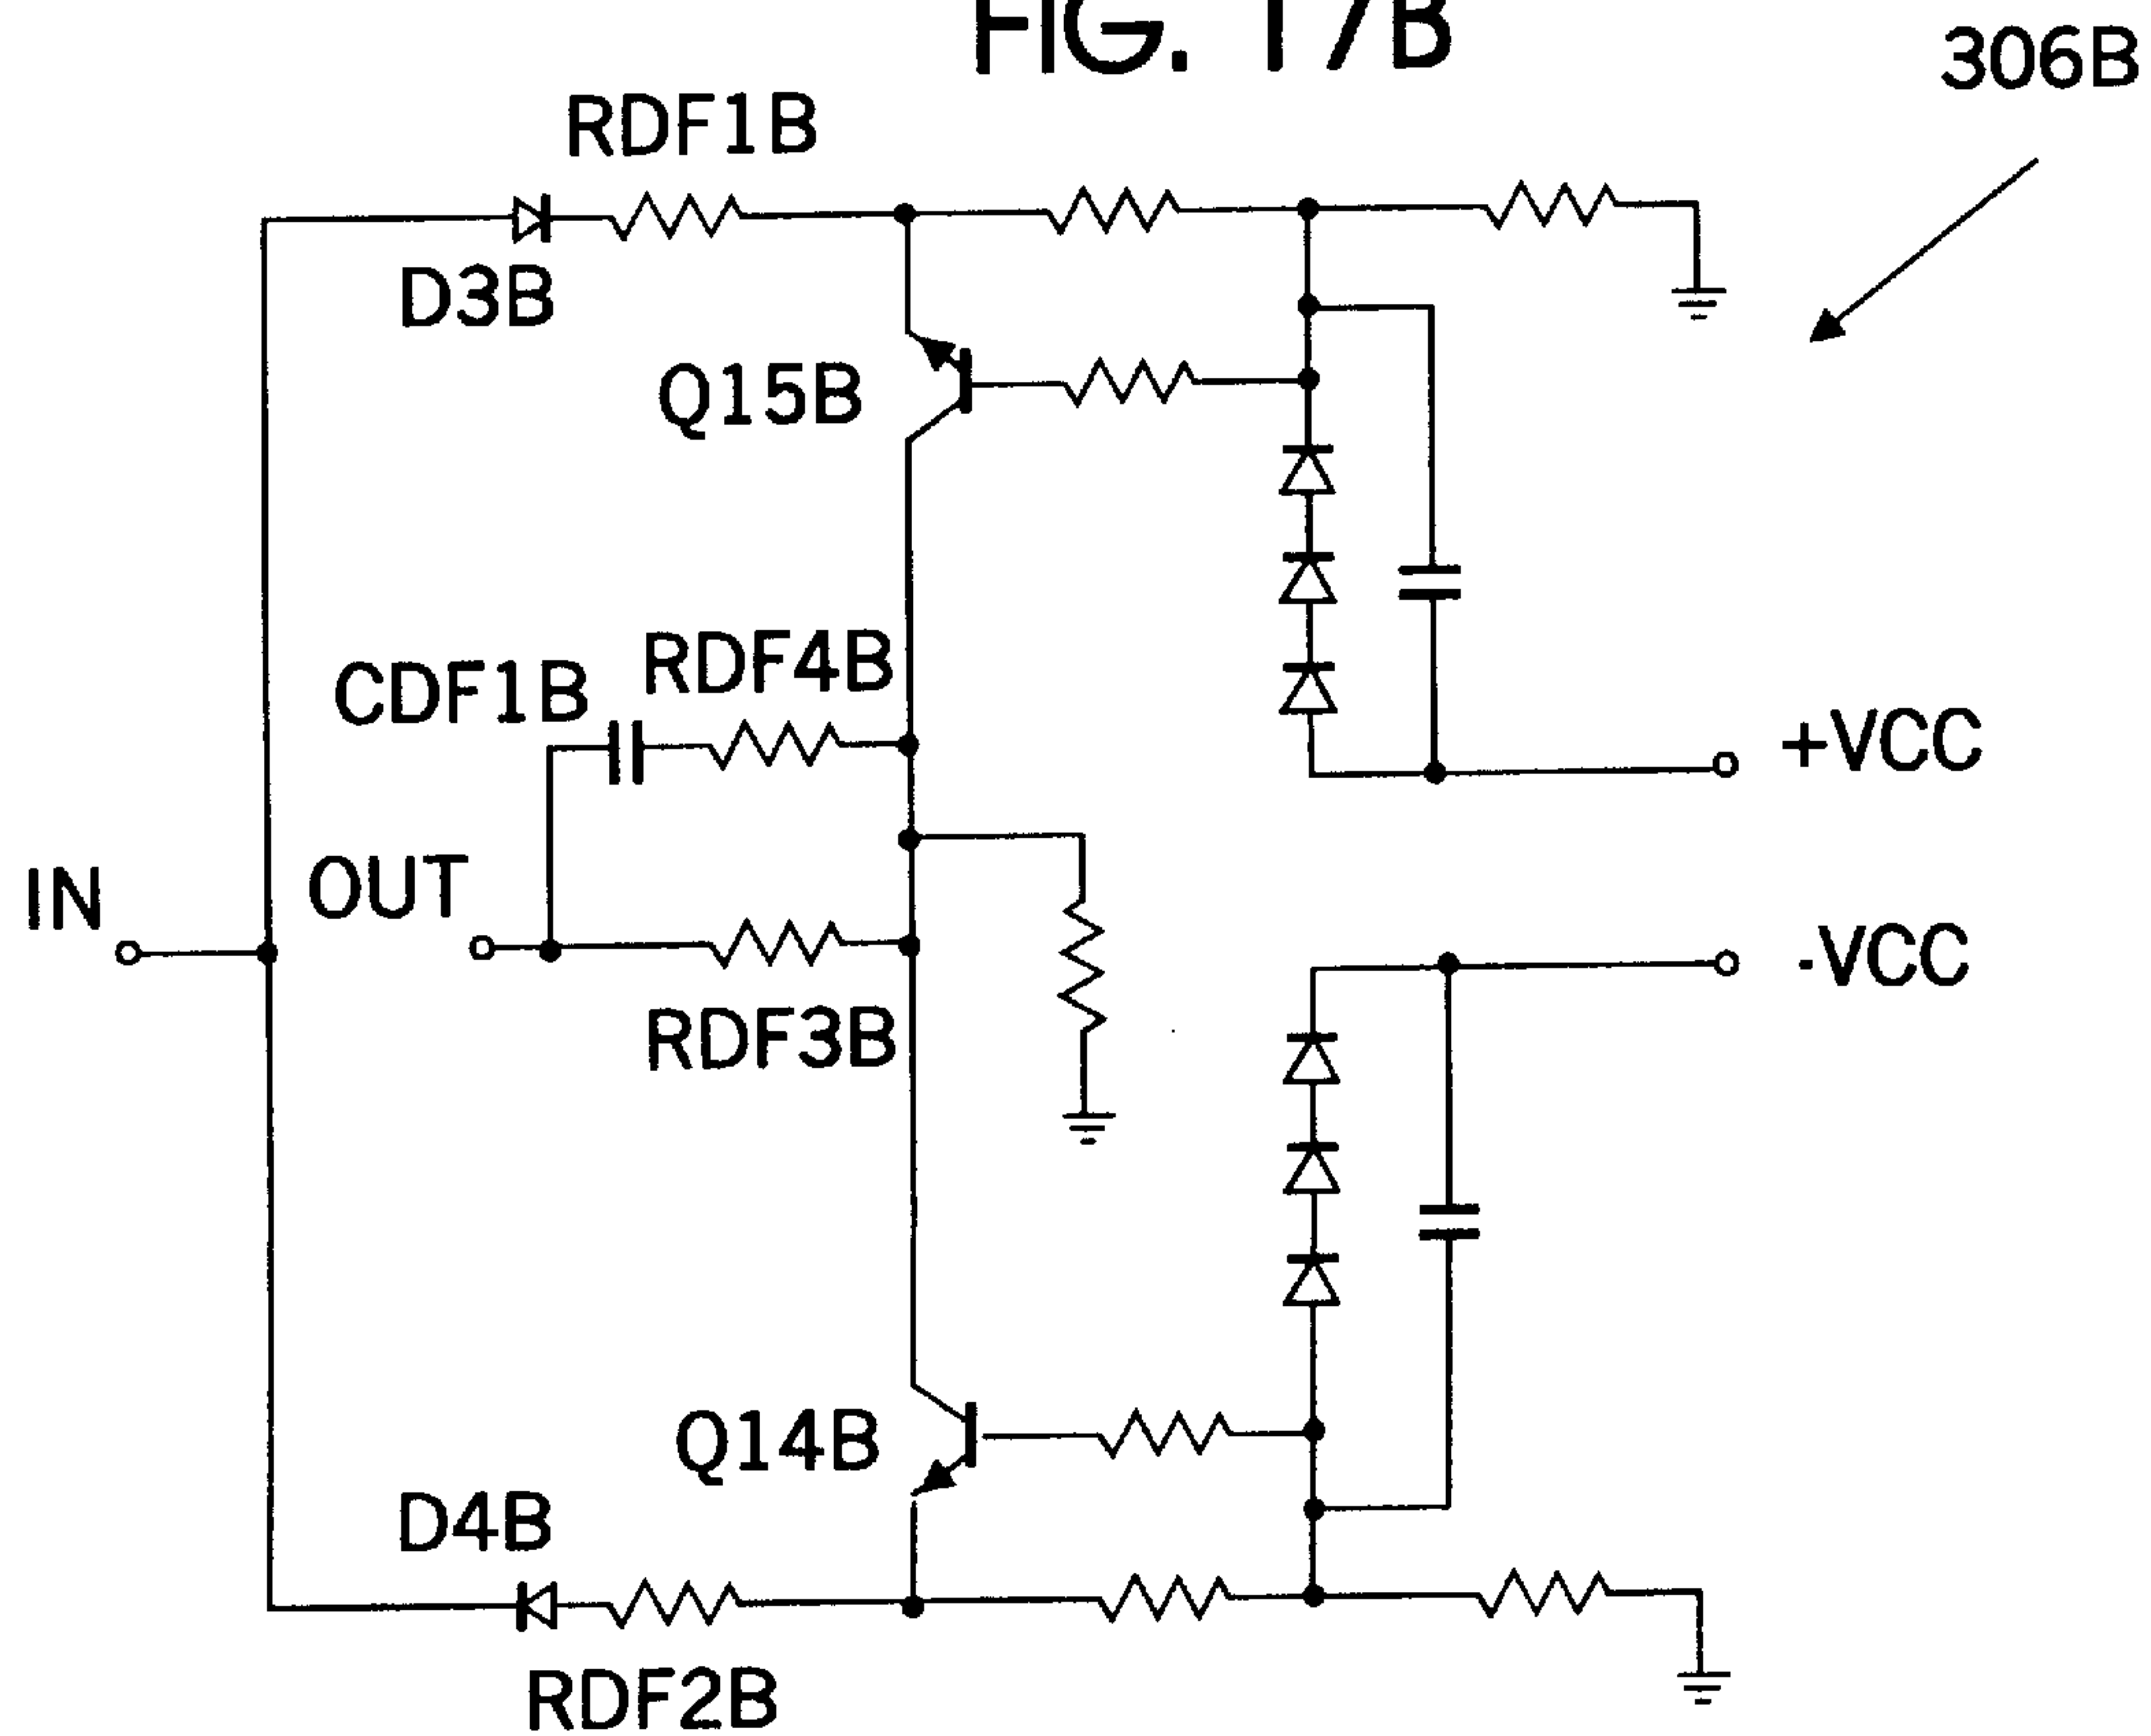 FIG. 17B
306B
RDF1B
D3B
Q15B
CDF1B
RDF4B
+VCC
IN
OUT
-VCC
RDF3B
Q14B
D4B
RDF2B